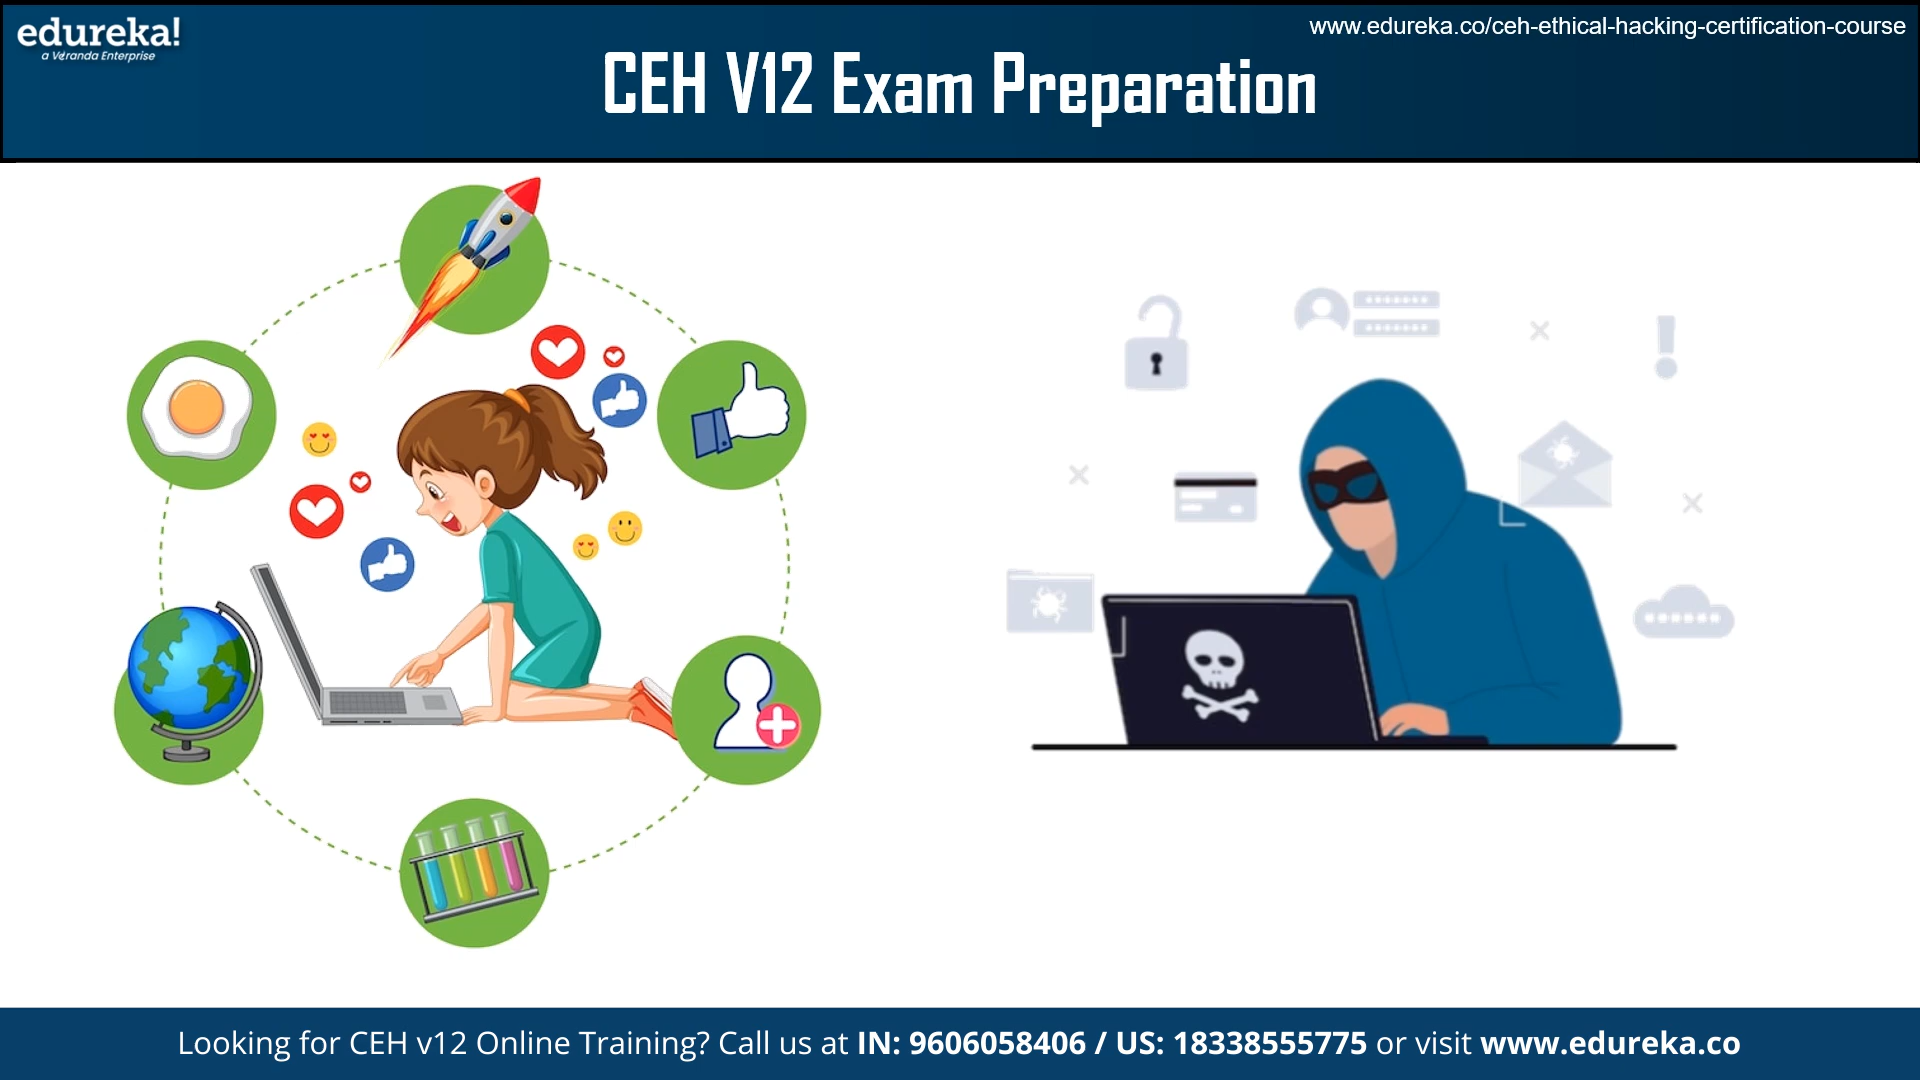 edureka!
a Veranda Enterprise
www.edureka.co/ceh-ethical-hacking-certification-course
CEH V12 Exam Preparation
Looking for CEH v12 Online Training? Call us at IN: 9606058406 / US: 18338555775 or visit www.edureka.co